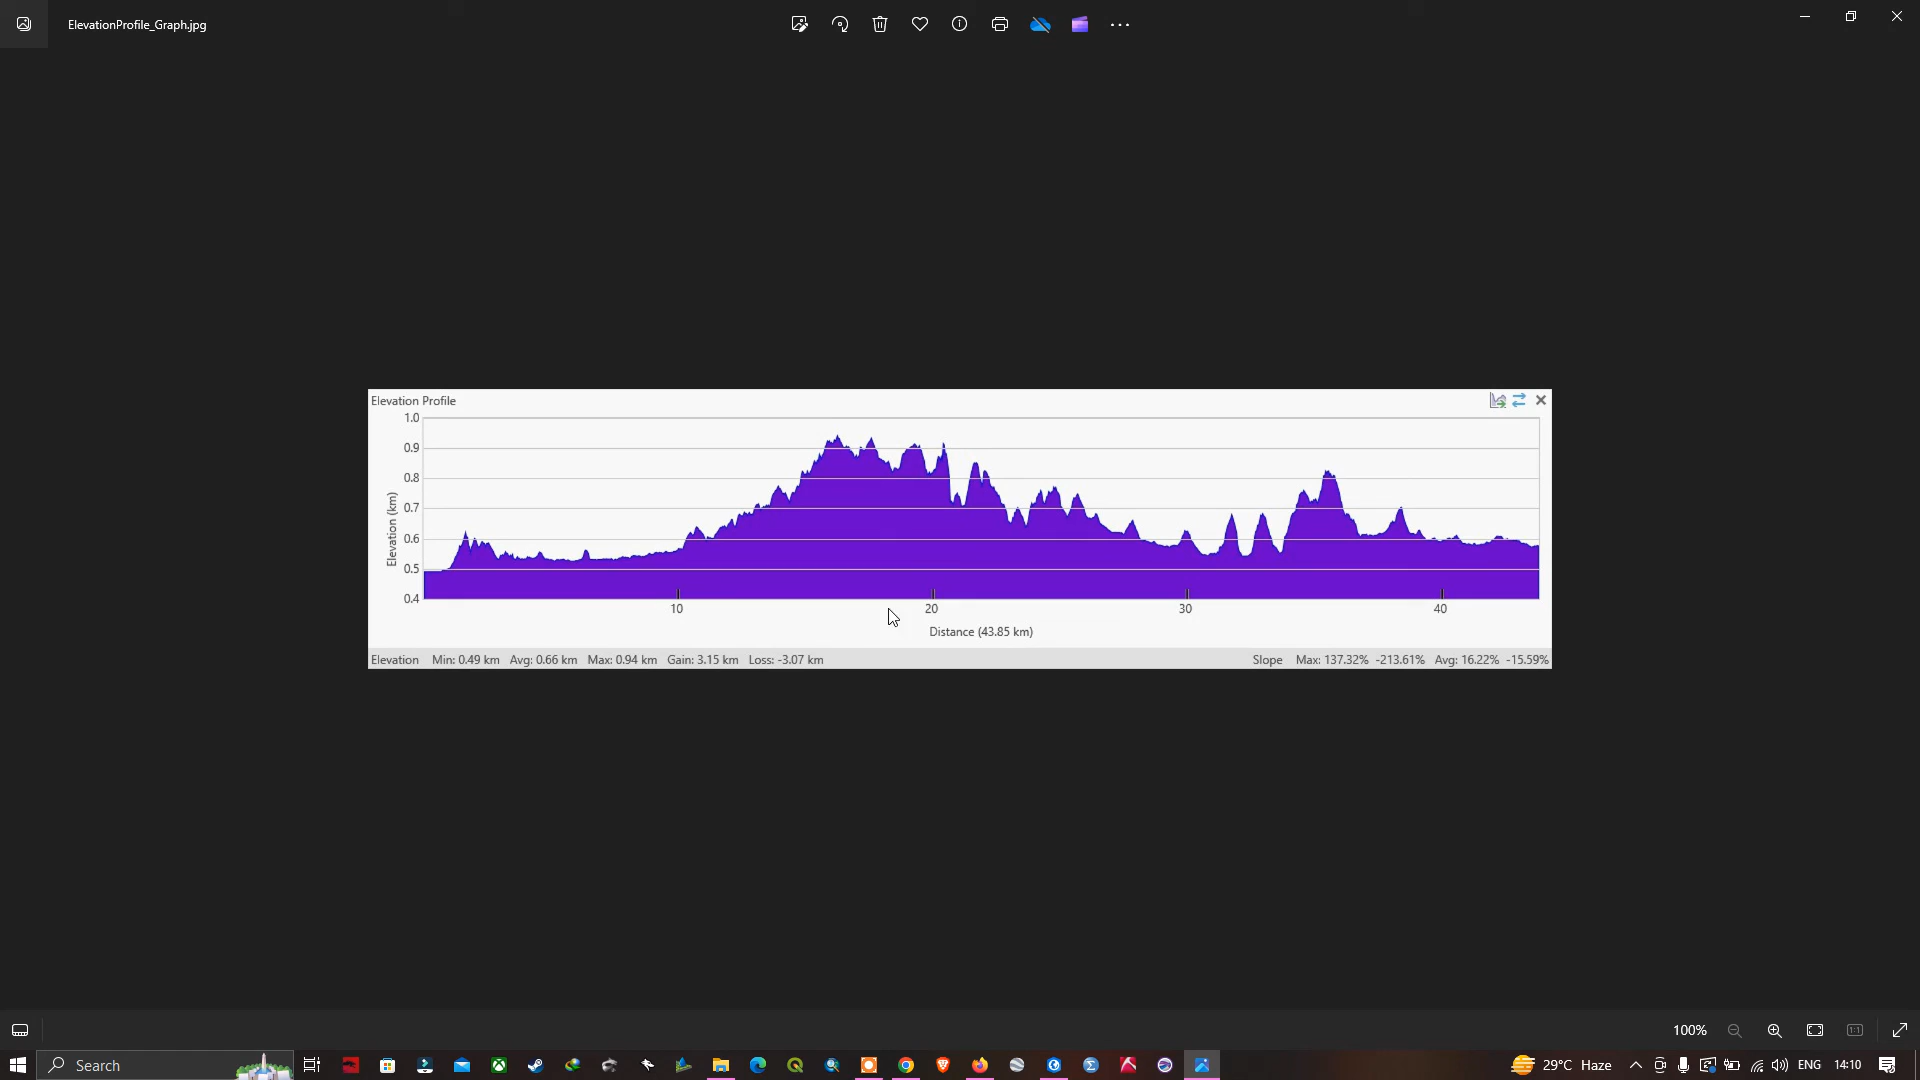 ElevationProfile_Graph.jpg
Elevation Profile
1.0
0.9
0.8
0.7
0.6
0.5
0.4
Elevation (km)
10 20 30 40
Distance (43.85 km)
Elevation Min: 0.49 km Avg: 0.66 km Max: 0.94 km Gain: 3.15 km Loss: -3.07 km Slope Max: 137.32% -213.61% Avg: 16.22% -15.59%
100%
Search 29°C Haze ENG 14:10